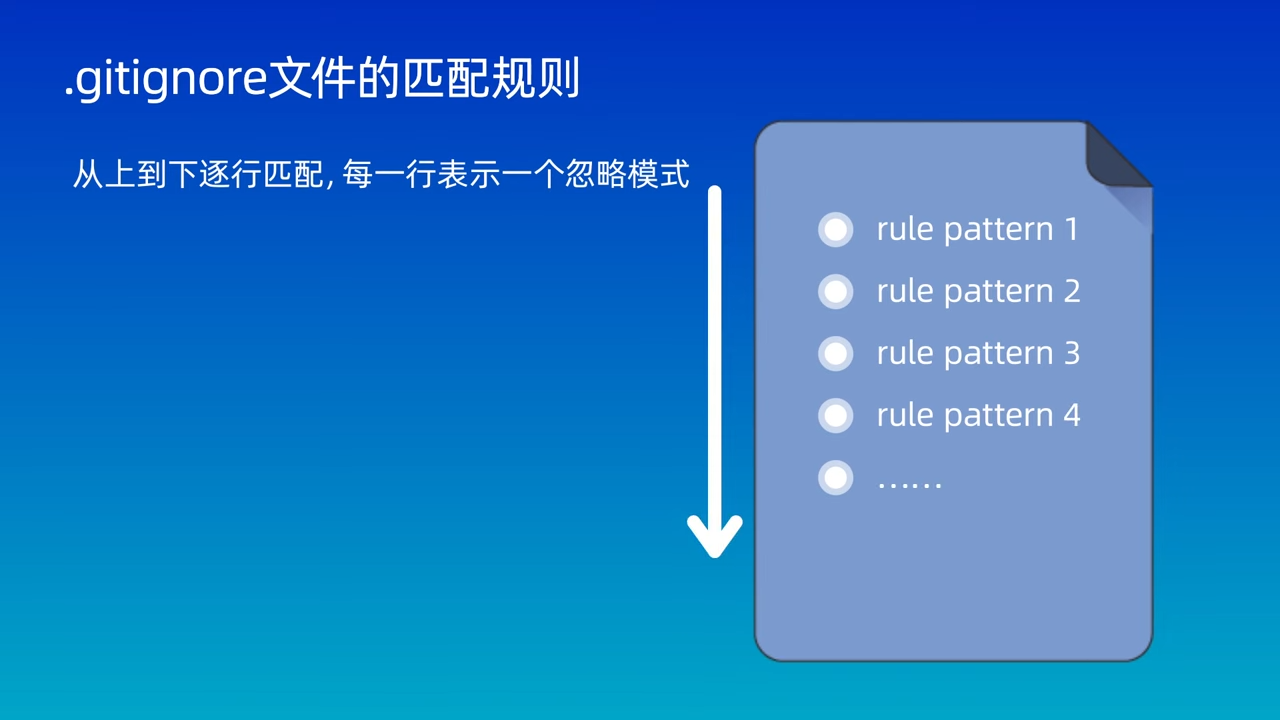 .gitignore文件的匹配规则
从上到下逐行匹配, 每一行表示一个忽略模式
rule pattern 1
rule pattern 2
rule pattern 3
rule pattern 4
……